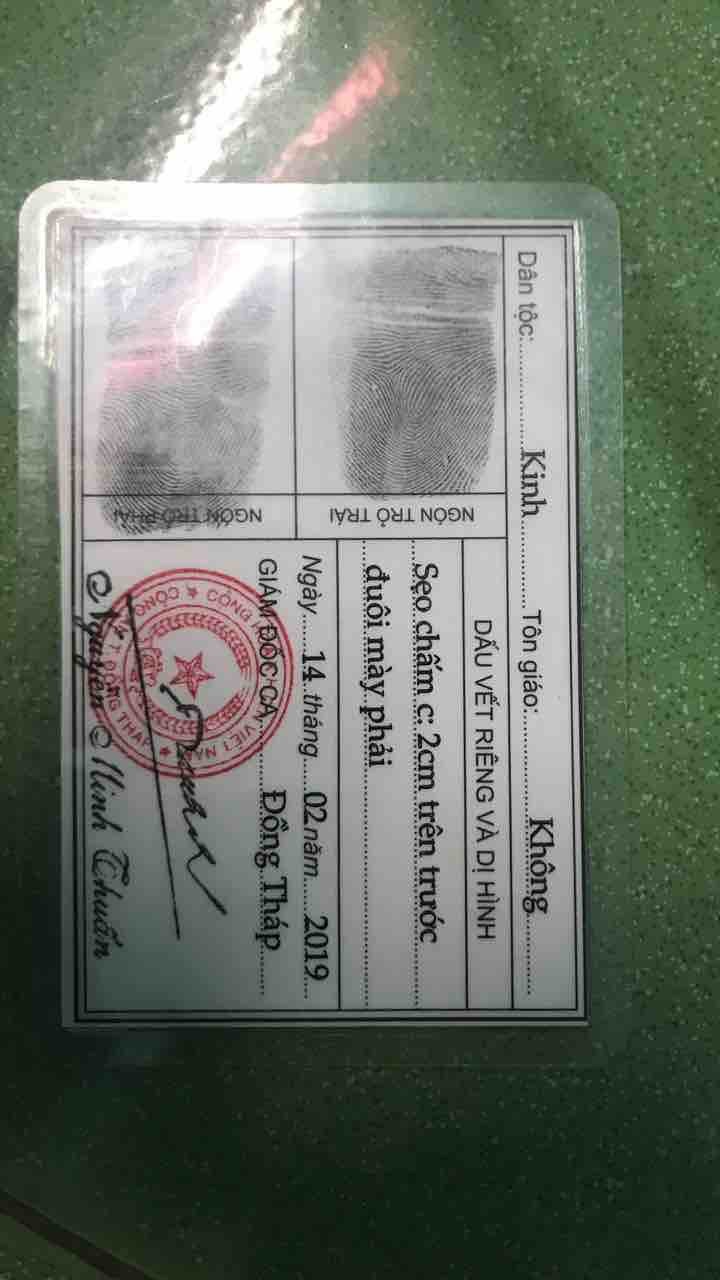 Dân tộc: Kinh Tôn giáo: Không
NGÓN TRỎ TRÁI
NGÓN TRỎ PHẢI
DẤU VẾT RIÊNG VÀ DỊ HÌNH
Sẹo chấm c: 2cm trên trước
đuôi mày phải
Ngày 14 tháng 02 năm 2019
GIÁM ĐỐC CA Đồng Tháp
Nguyễn Minh Thuấn